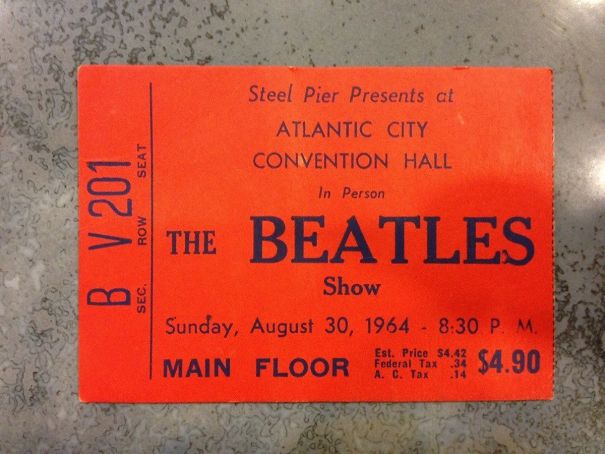 Steel Pier Presents at
ATLANTIC CITY
CONVENTION HALL
In Person
THE BEATLES
Show
Sunday, August 30, 1964 - 8:30 P. M.
MAIN FLOOR
Est. Price $4.42
Federal Tax .34
A. C. Tax .14
$4.90
B V 201
SEC. ROW SEAT